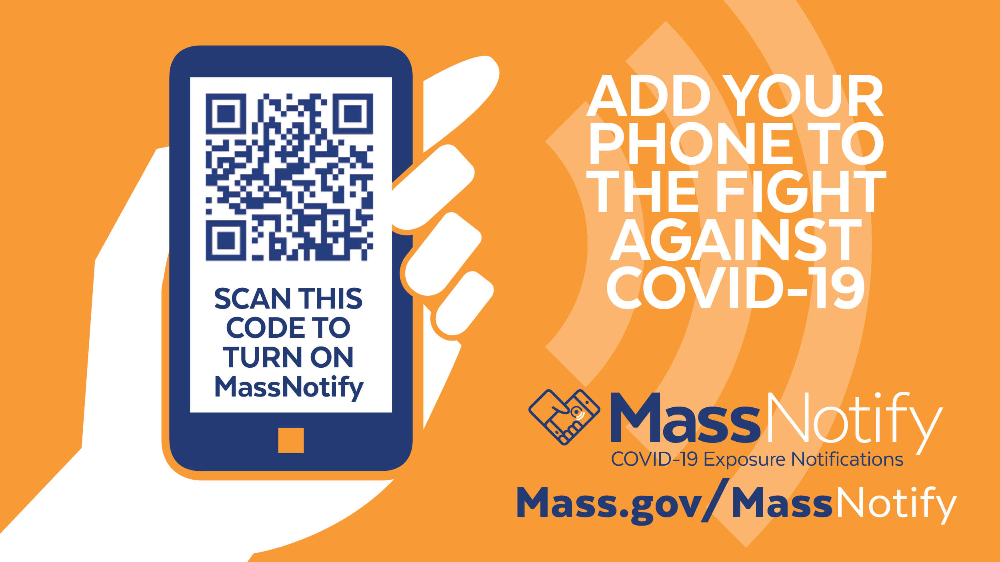 SCAN THIS
CODE TO
TURN ON
MassNotify
ADD YOUR
PHONE TO
THE FIGHT
AGAINST
COVID-19
MassNotify
COVID-19 Exposure Notifications
Mass.gov/MassNotify